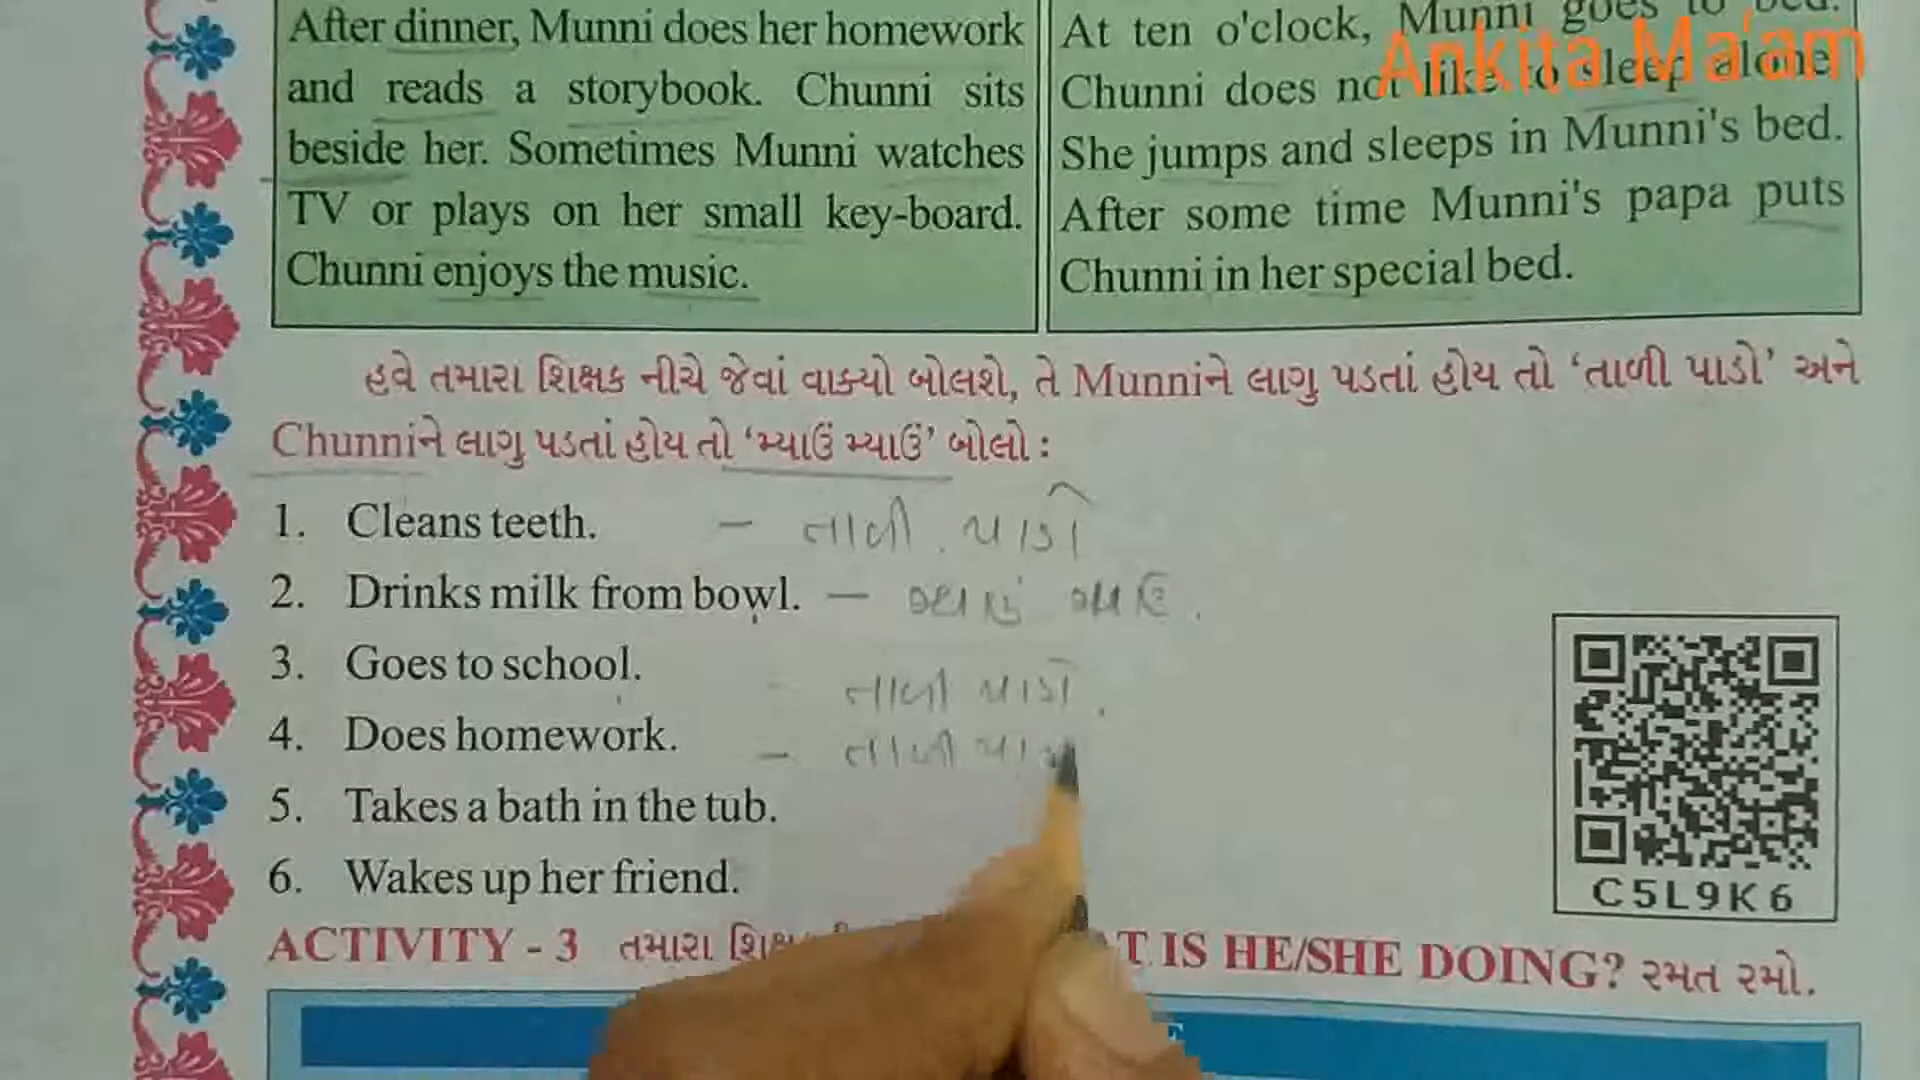 After dinner, Munni does her homework
and reads a storybook. Chunni sits
beside her. Sometimes Munni watches
TV or plays on her small key-board.
Chunni enjoys the music.
At ten o'clock, Munni goes to bed.
Chunni does not like to sleep alone
She jumps and sleeps in Munni's bed.
After some time Munni's papa puts
Chunni in her special bed.
Ankita Ma'am
હવે તમારા શિક્ષક નીચે જેવાં વાક્યો બોલશે, તે Munniને લાગુ પડતાં હોય તો ‘તાળી પાડો’ અને
Chunniને લાગુ પડતાં હોય તો ‘મ્યાઉં મ્યાઉં’ બોલો :
1. Cleans teeth. – તાળી પાડો
2. Drinks milk from bowl. – મ્યાઉં મ્યાઉં.
3. Goes to school. - તાળી પાડો.
4. Does homework. – તાળી
5. Takes a bath in the tub.
6. Wakes up her friend.
C5L9K6
ACTIVITY - 3 તમારા IS HE/SHE DOING? રમત રમો.